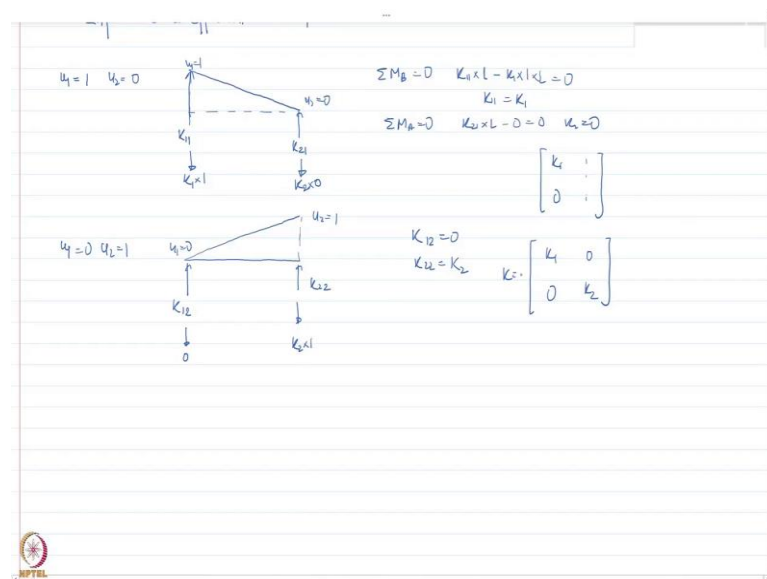 u₁=1
u₁=1 u₂=0
ΣM_B=0 K₁₁×L − K₁×1×L=0
u₂=0
K₁₁=K₁
K₁₁
K₂₁
ΣM_A=0 K₂₁×L−0=0 K₂₁=0
K₁×1
K₂×0
[K₁ ⋮
0 ⋮]
u₂=1
u₁=0 u₂=1
u₁=0
K₁₂=0
K₂₂=K₂
K=
[K₁ 0
0 K₂]
K₁₂
K₂₂
0
K₂×1
NPTEL